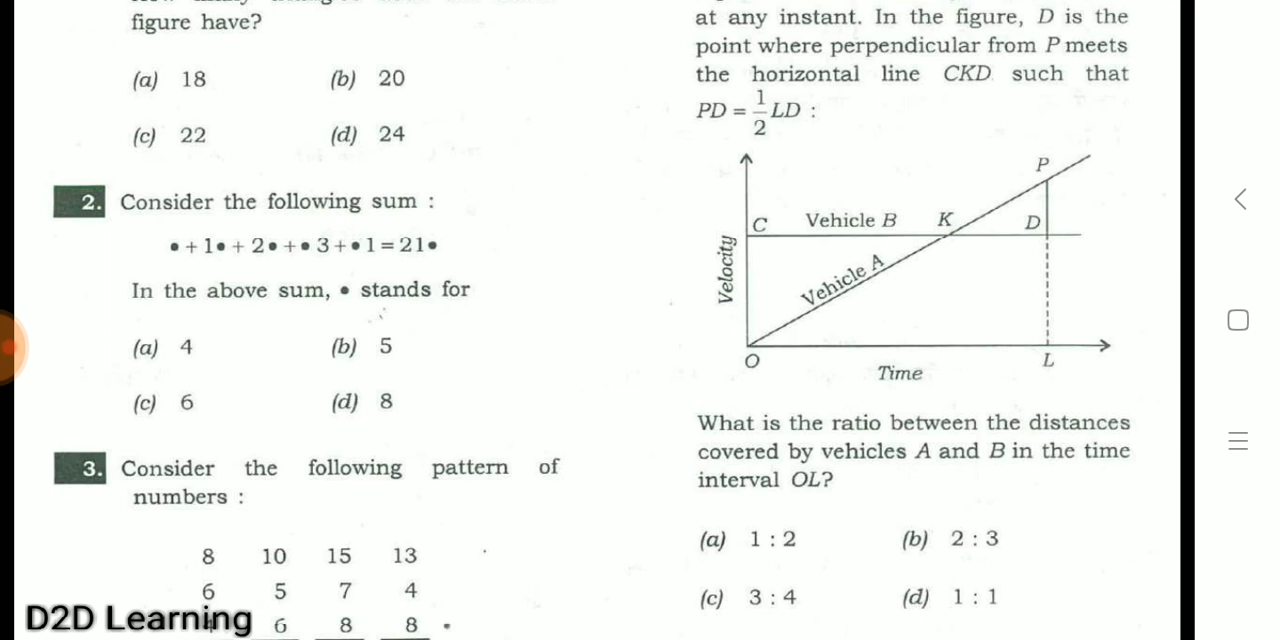 figure have?
(a) 18 (b) 20
(c) 22 (d) 24
2. Consider the following sum :
• + 1• + 2• + • 3 + • 1 = 21•
In the above sum, • stands for
(a) 4 (b) 5
(c) 6 (d) 8
3. Consider the following pattern of
numbers :
8 10 15 13
6 5 7 4
6 8 8
D2D Learning
at any instant. In the figure, D is the
point where perpendicular from P meets
the horizontal line CKD such that
PD = 1/2 LD :
P
C Vehicle B K D
Velocity
Vehicle A
O L
Time
What is the ratio between the distances
covered by vehicles A and B in the time
interval OL?
(a) 1 : 2 (b) 2 : 3
(c) 3 : 4 (d) 1 : 1